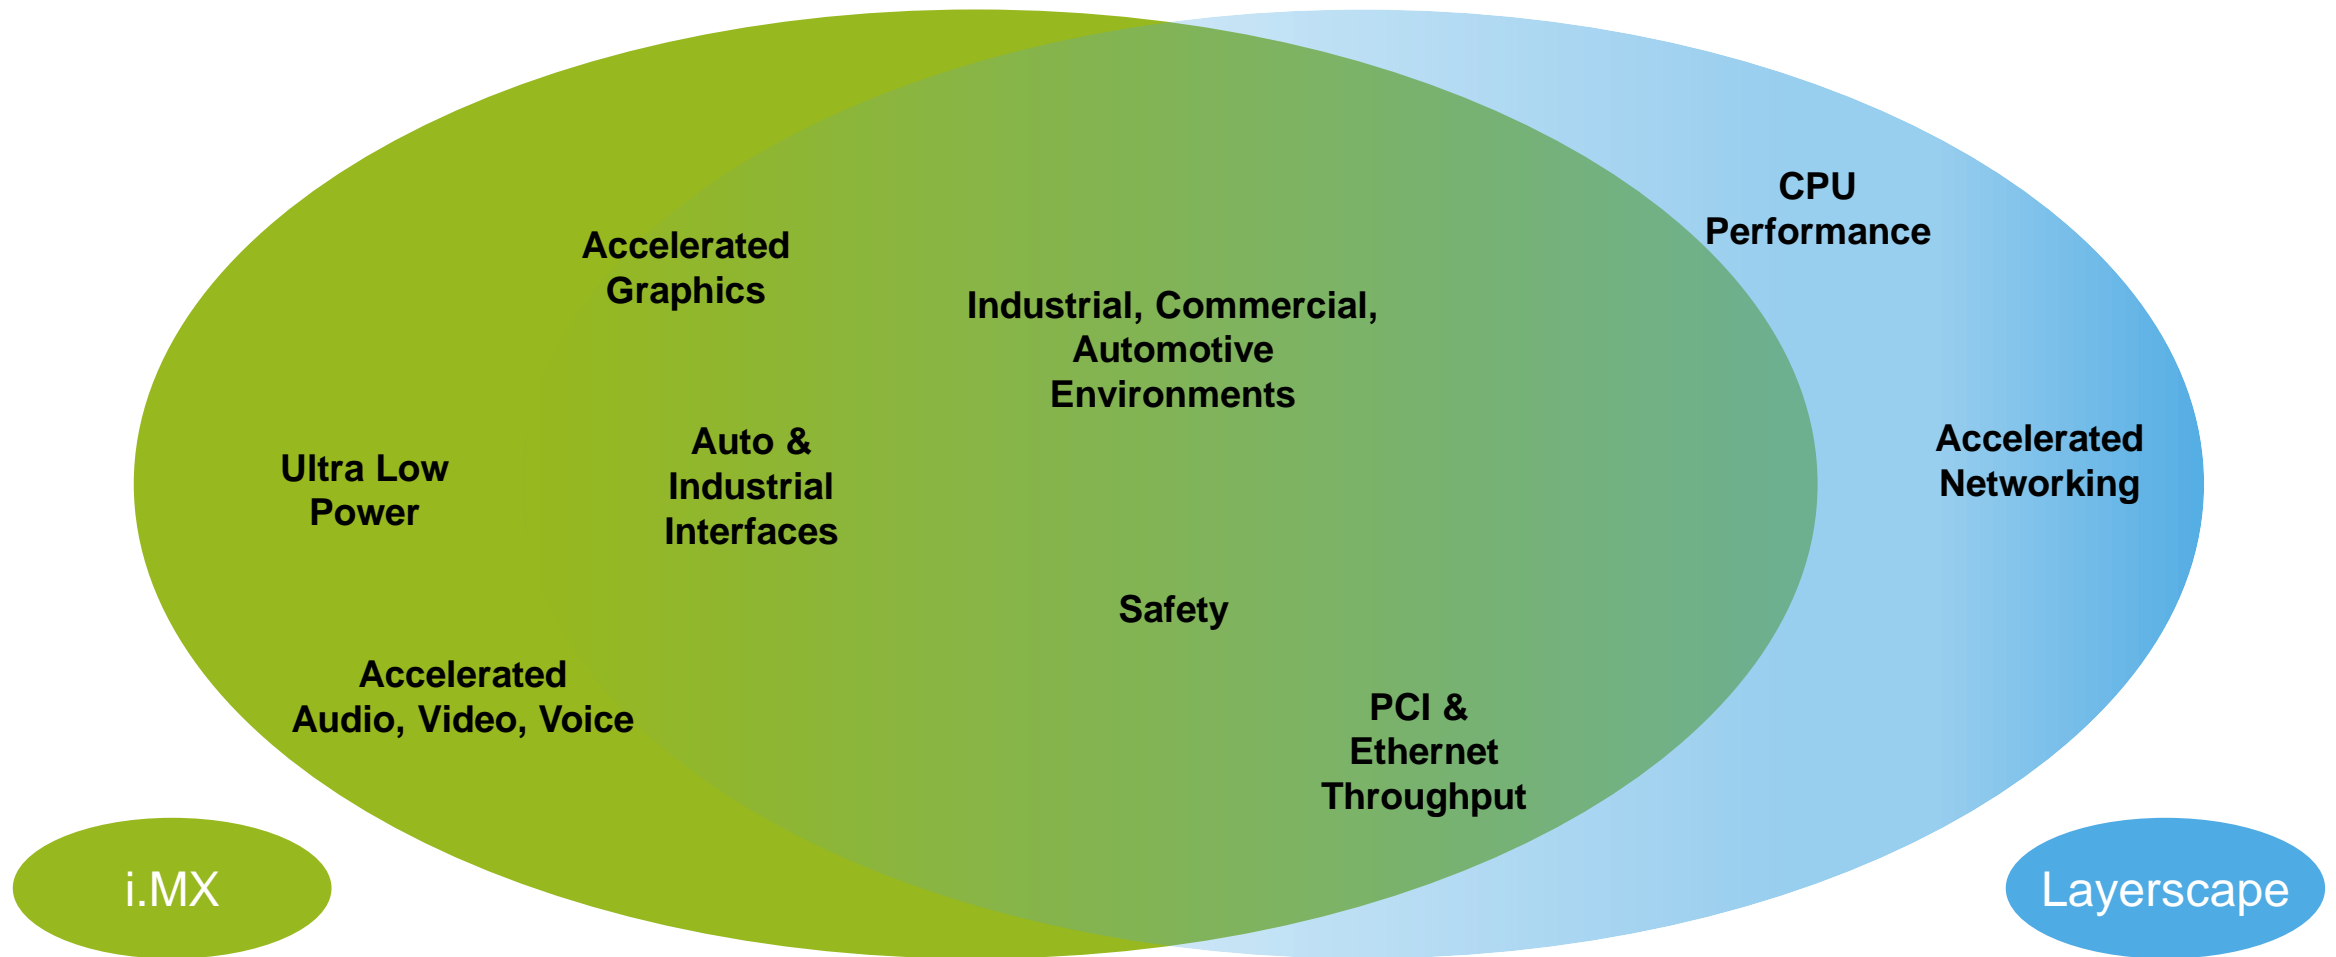 CPU
Performance
Accelerated
Graphics
Industrial, Commercial,
Automotive
Environments
Auto &
Industrial
Interfaces
Ultra Low
Power
Accelerated
Networking
Safety
Accelerated
Audio, Video, Voice
PCI &
Ethernet
Throughput
i.MX
Layerscape